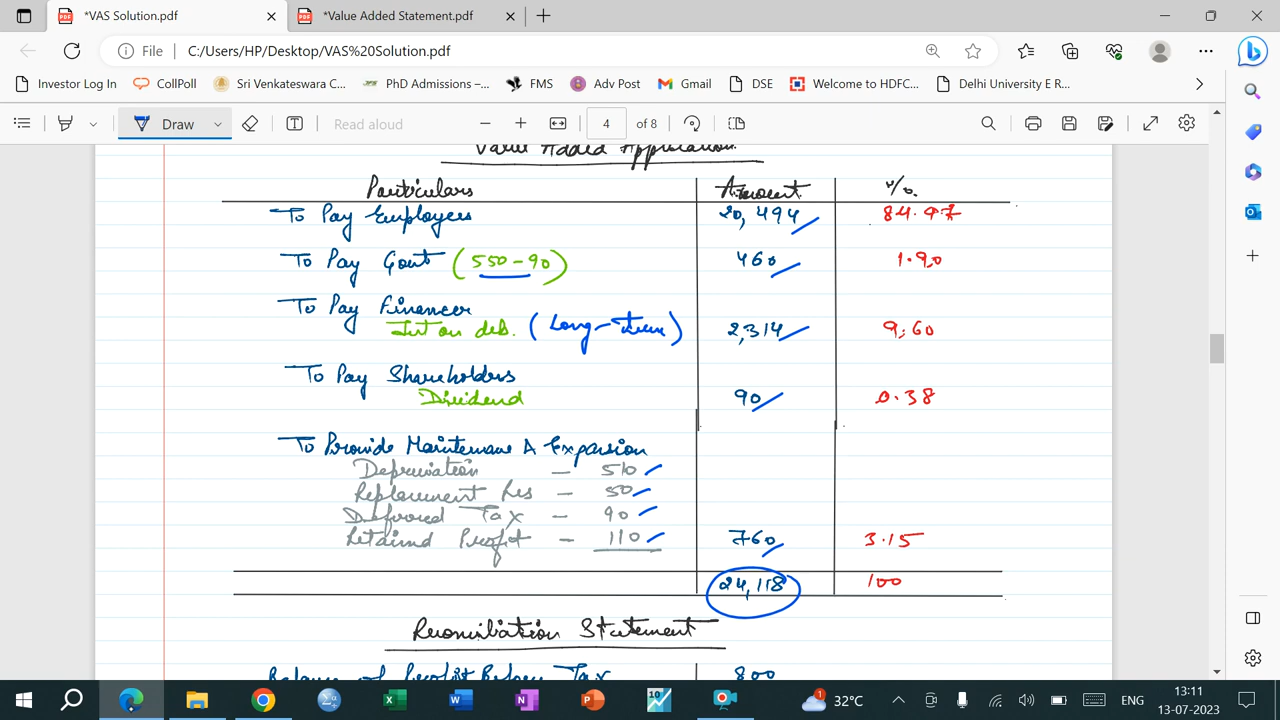 *VAS Solution.pdf
*Value Added Statement.pdf
File
C:/Users/HP/Desktop/VAS%20Solution.pdf
Investor Log In
CollPoll
Sri Venkateswara C...
PhD Admissions –...
FMS
Adv Post
Gmail
DSE
Welcome to HDFC...
Delhi University E R...
Draw
Read aloud
4 of 8
Value Added Application
Particulars Amount %
To Pay Employees 20,494 84.97
To Pay Govt (550-90) 460 1.90
To Pay Financer
Int on deb. (Long-term) 2,314 9.60
To Pay Shareholders
Dividend 90 0.38
To Provide Maintenance & Expansion
Depreciation — 510
Replacement Res — 50
Deferred Tax — 90
Retained Profit — 110 760 3.15
24,118 100
Reconciliation Statement
Balance of Profit Before Tax 800
32°C
ENG
13:11
13-07-2023